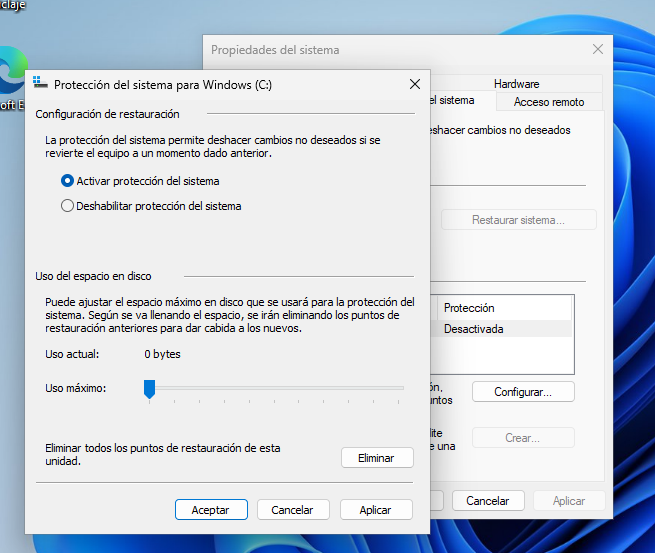 claje
oft E
Propiedades del sistema
Hardware
el sistema
Acceso remoto
shacer cambios no deseados
Restaurar sistema...
Protección
Desactivada
ón,
untos
Configurar...
lite
e una
Crear...
Cancelar
Aplicar
Protección del sistema para Windows (C:)
Configuración de restauración
La protección del sistema permite deshacer cambios no deseados si se
revierte el equipo a un momento dado anterior.
Activar protección del sistema
Deshabilitar protección del sistema
Uso del espacio en disco
Puede ajustar el espacio máximo en disco que se usará para la protección del
sistema. Según se va llenando el espacio, se irán eliminando los puntos de
restauración anteriores para dar cabida a los nuevos.
Uso actual: 0 bytes
Uso máximo:
Eliminar todos los puntos de restauración de esta
unidad.
Eliminar
Aceptar
Cancelar
Aplicar